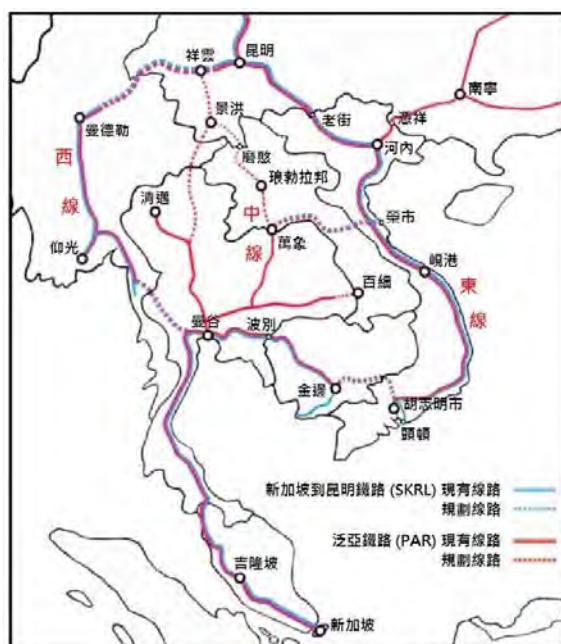 昆明
祥雲
南寧
景洪
老街
憑祥
曼德勒
河內
磨憨
西線
琅勃拉邦
清邁
中線
榮市
萬象
仰光
峴港
百細
東線
曼谷
波別
金邊
胡志明市
頭頓
新加坡到昆明鐵路 (SKRL) 現有線路
規劃線路
泛亞鐵路 (PAR) 現有線路
規劃線路
吉隆坡
新加坡